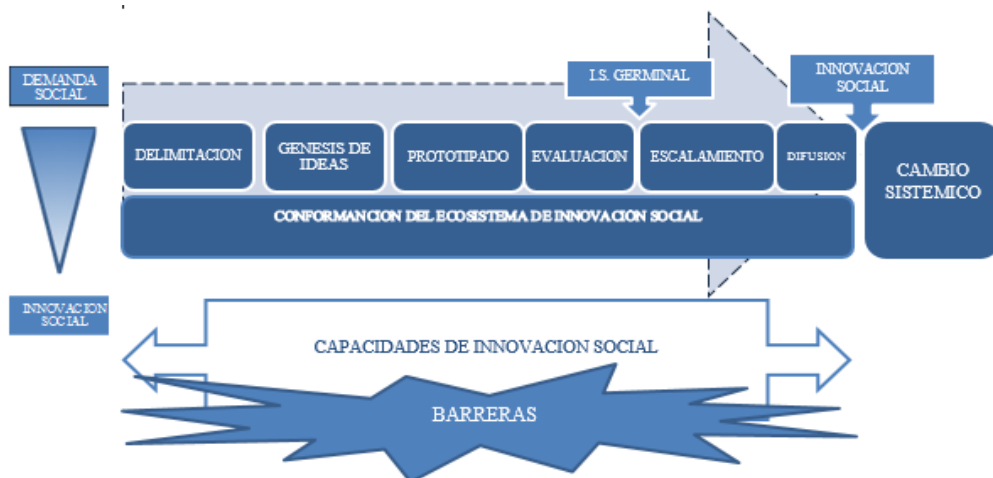 DEMANDA
SOCIAL
I.S. GERMINAL
INNOVACION
SOCIAL
DELIMITACION
GENESIS DE
IDEAS
PROTOTIPADO
EVALUACION
ESCALAMIENTO
DIFUSION
CAMBIO
SISTEMICO
CONFORMANCION DEL ECOSISTEMA DE INNOVACION SOCIAL
INNOVACION
SOCIAL
CAPACIDADES DE INNOVACION SOCIAL
BARRERAS